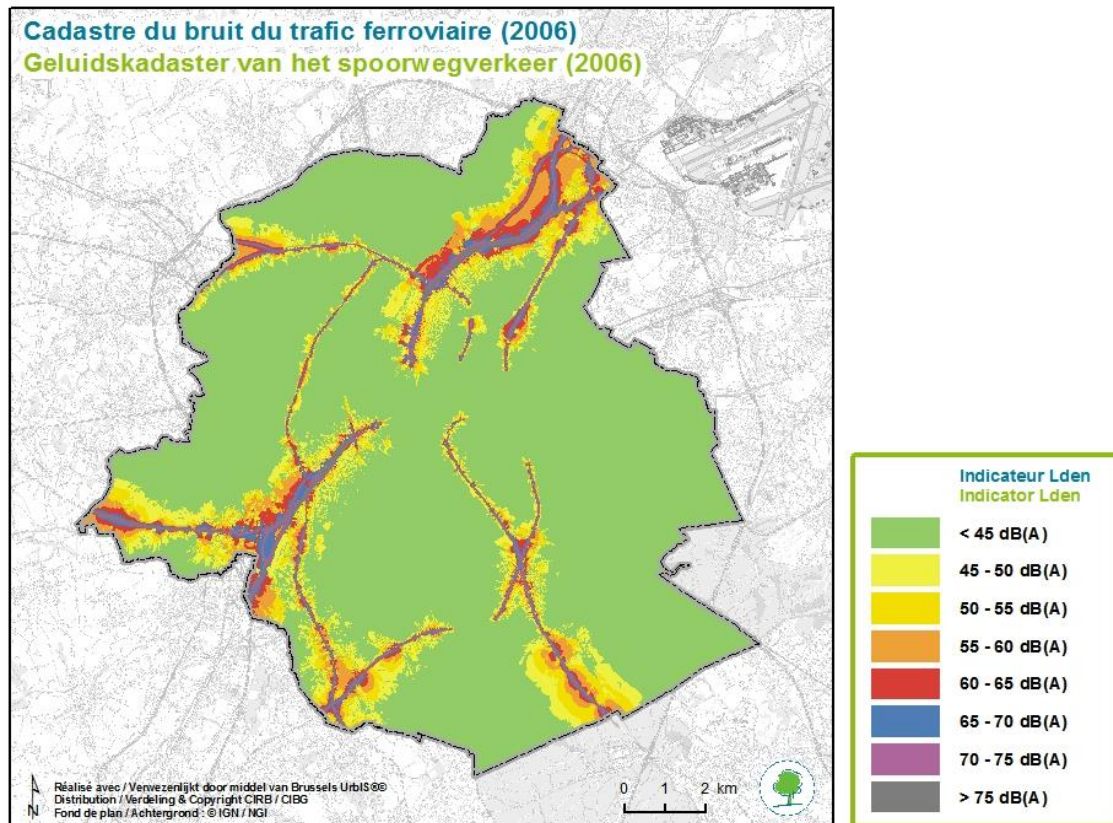 Cadastre du bruit du trafic ferroviaire (2006)
Geluidskadaster van het spoorwegverkeer (2006)
Indicateur Lden
Indicator Lden
< 45 dB(A)
45 - 50 dB(A)
50 - 55 dB(A)
55 - 60 dB(A)
60 - 65 dB(A)
65 - 70 dB(A)
70 - 75 dB(A)
> 75 dB(A)
Réalisé avec / Verwezenlijkt door middel van Brussels UrbIS®©
Distribution / Verdeling & Copyright CIRB / CIBG
Fond de plan / Achtergrond : © IGN / NGI
N
0 1 2 km